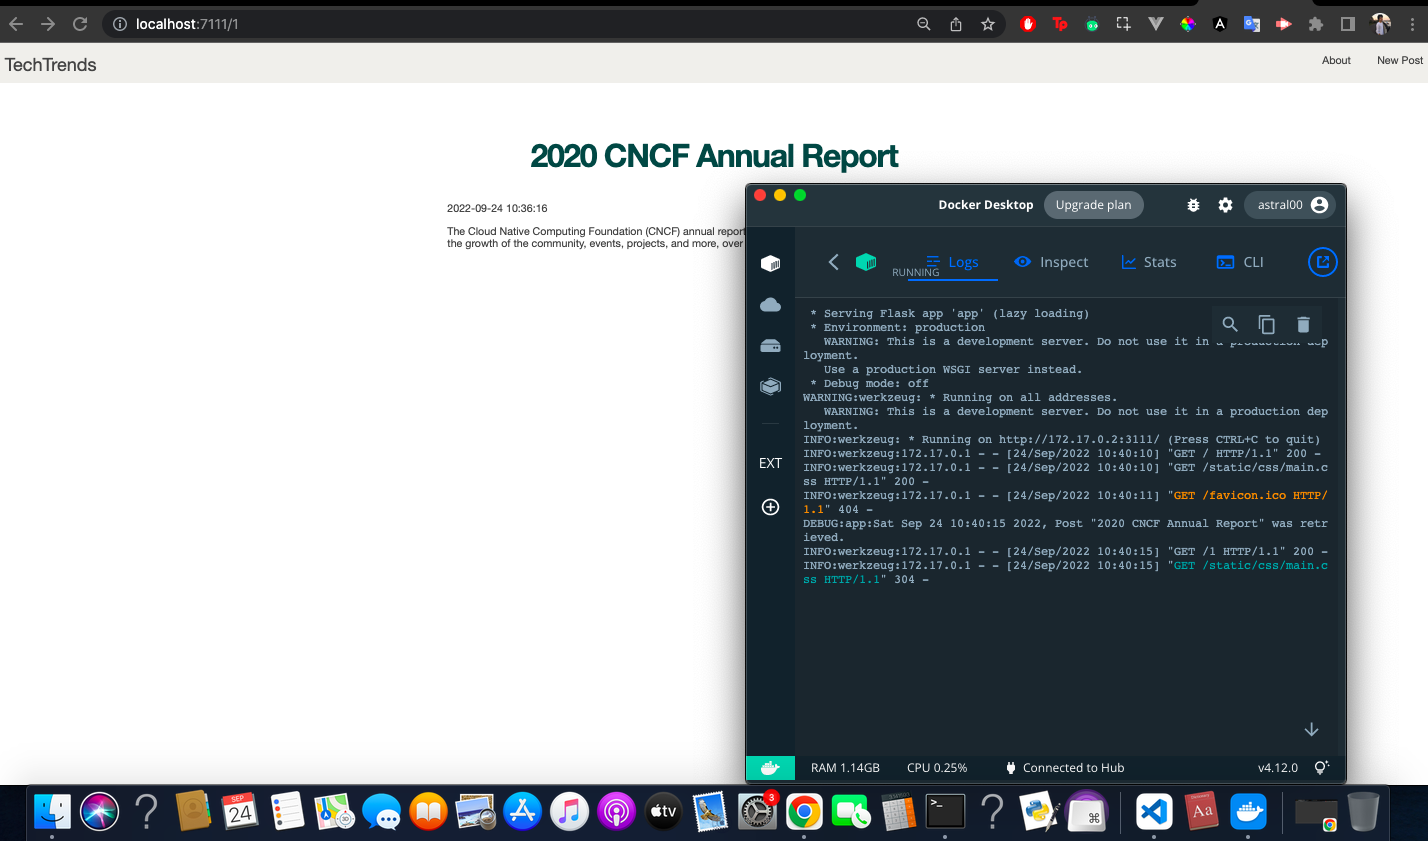 localhost:7111/1
TechTrends
About
New Post
2020 CNCF Annual Report
2022-09-24 10:36:16
The Cloud Native Computing Foundation (CNCF) annual report
the growth of the community, events, projects, and more, over
Docker Desktop
Upgrade plan
astral00
RUNNING
Logs
Inspect
Stats
CLI
EXT
* Serving Flask app 'app' (lazy loading)
* Environment: production
WARNING: This is a development server. Do not use it in a production dep
loyment.
Use a production WSGI server instead.
* Debug mode: off
WARNING:werkzeug: * Running on all addresses.
WARNING: This is a development server. Do not use it in a production dep
loyment.
INFO:werkzeug: * Running on http://172.17.0.2:3111/ (Press CTRL+C to quit)
INFO:werkzeug:172.17.0.1 - - [24/Sep/2022 10:40:10] "GET / HTTP/1.1" 200 -
INFO:werkzeug:172.17.0.1 - - [24/Sep/2022 10:40:10] "GET /static/css/main.c
ss HTTP/1.1" 200 -
INFO:werkzeug:172.17.0.1 - - [24/Sep/2022 10:40:11] "GET /favicon.ico HTTP/
1.1" 404 -
DEBUG:app:Sat Sep 24 10:40:15 2022, Post "2020 CNCF Annual Report" was retr
ieved.
INFO:werkzeug:172.17.0.1 - - [24/Sep/2022 10:40:15] "GET /1 HTTP/1.1" 200 -
INFO:werkzeug:172.17.0.1 - - [24/Sep/2022 10:40:15] "GET /static/css/main.c
ss HTTP/1.1" 304 -
RAM 1.14GB
CPU 0.25%
Connected to Hub
v4.12.0
SEP
24
tv
3
Aa